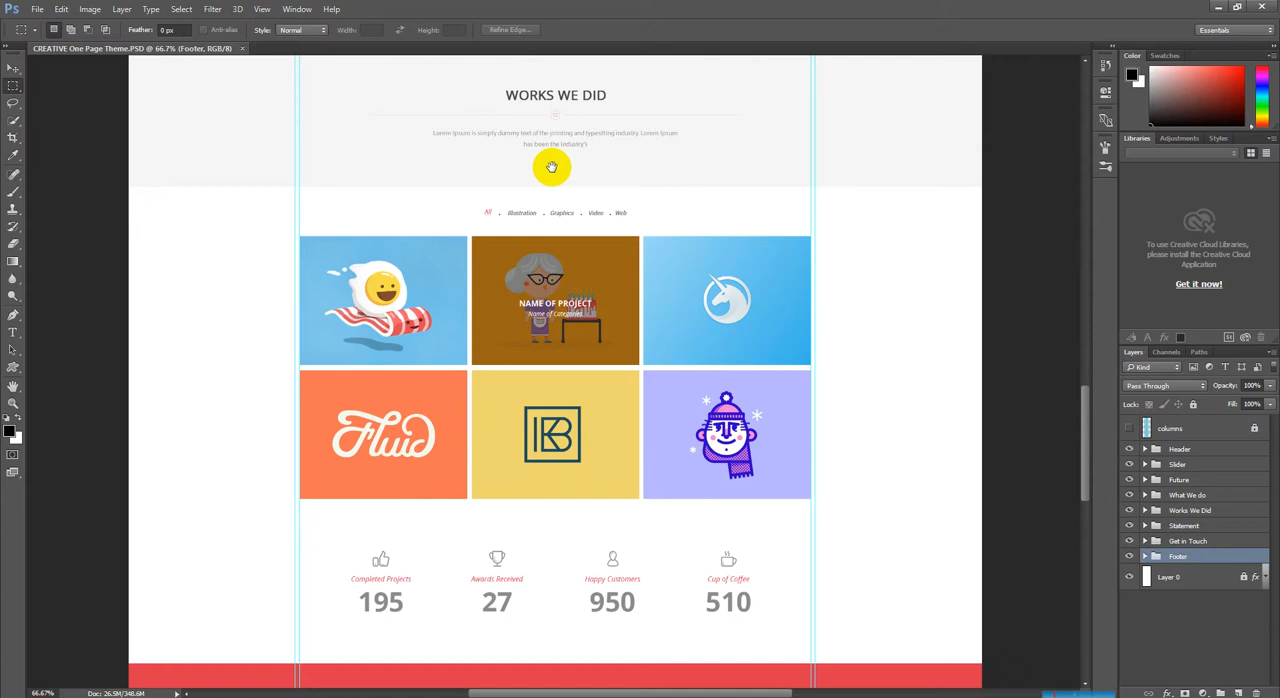 Ps File Edit Image Layer Type Select Filter 3D View Window Help
Feather: 0 px Anti-alias Style: Normal Width: Height: Refine Edge... Essentials
CREATIVE One Page Theme.PSD @ 66.7% (Footer, RGB/8) ×
Color Swatches
WORKS WE DID
Lorem Ipsum is simply dummy text of the printing and typesetting industry. Lorem Ipsum
has been the industry's
All . Illustration . Graphics . Video . Web
NAME OF PROJECT
Name of Categories
Fluid
KB
Completed Projects Awards Received Happy Customers Cup of Coffee
195 27 950 510
Libraries Adjustments Styles
To use Creative Cloud Libraries,
please install the Creative Cloud
Application
Get it now!
Layers Channels Paths
Kind
Pass Through Opacity: 100%
Lock: Fill: 100%
columns
Header
Slider
Future
What We do
Works We Did
Statement
Get in Touch
Footer
Layer 0 fx
66.67% Doc: 26.5M/348.6M